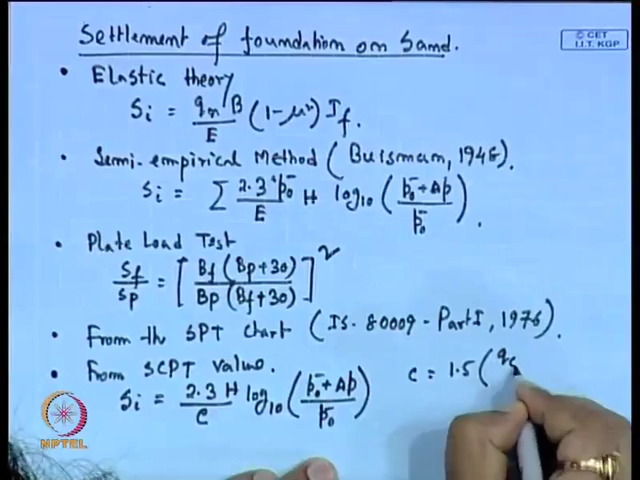 Settlement of foundation on Sand.
© CET
I.I.T. KGP
• Elastic theory
Si = qn B / E (1-μ²) If.
• Semi-empirical Method (Buisman, 1948).
Si = Σ 2.3 p̄0 / E H log10 ( p̄0 + Δp / p̄0 ).
• Plate Load Test
Sf / Sp = [ Bf (Bp+30) / Bp (Bf+30) ]²
• From the SPT chart (IS-80009-Part I, 1976).
• From SCPT value.
Si = 2.3 H / C log10 ( p̄0 + Δp / p̄0 ) C = 1.5 ( q
NPTEL